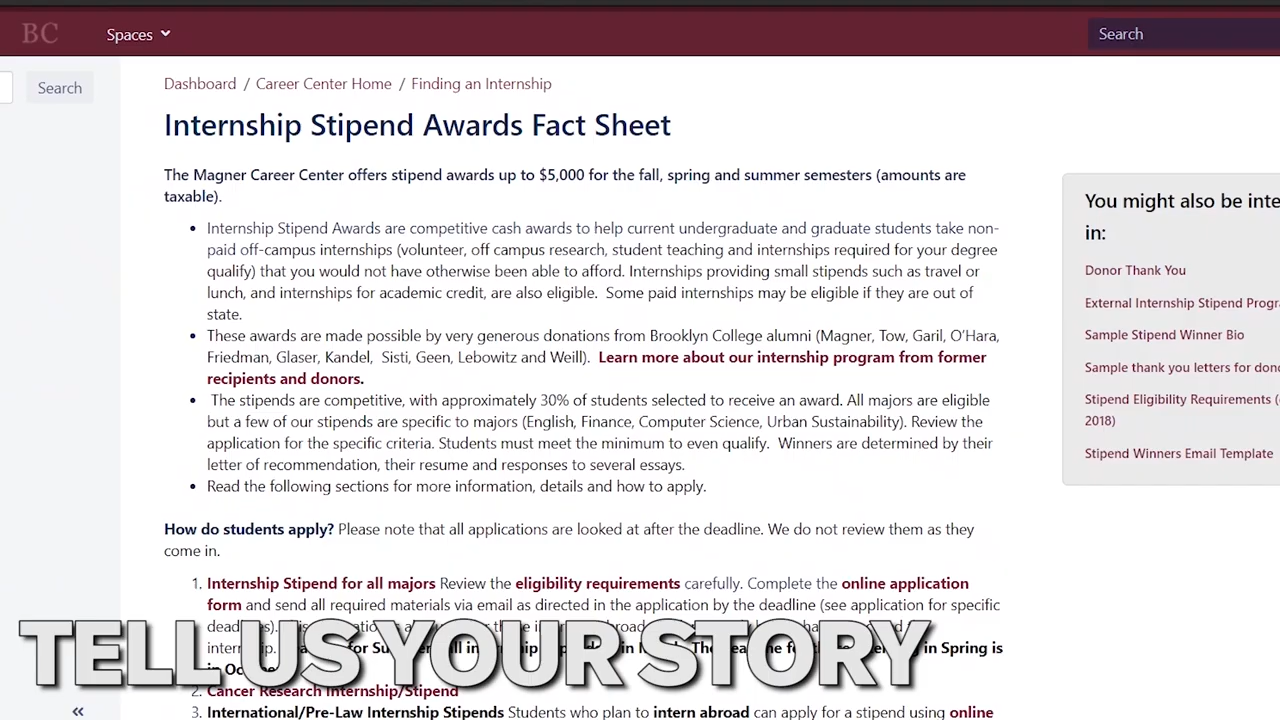 BC
Spaces
Search
Search
Dashboard / Career Center Home / Finding an Internship
Internship Stipend Awards Fact Sheet
The Magner Career Center offers stipend awards up to $5,000 for the fall, spring and summer semesters (amounts are
taxable).
• Internship Stipend Awards are competitive cash awards to help current undergraduate and graduate students take non-
paid off-campus internships (volunteer, off campus research, student teaching and internships required for your degree
qualify) that you would not have otherwise been able to afford. Internships providing small stipends such as travel or
lunch, and internships for academic credit, are also eligible. Some paid internships may be eligible if they are out of
state.
• These awards are made possible by very generous donations from Brooklyn College alumni (Magner, Tow, Garil, O'Hara,
Friedman, Glaser, Kandel, Sisti, Geen, Lebowitz and Weill). Learn more about our internship program from former
recipients and donors.
• The stipends are competitive, with approximately 30% of students selected to receive an award. All majors are eligible
but a few of our stipends are specific to majors (English, Finance, Computer Science, Urban Sustainability). Review the
application for the specific criteria. Students must meet the minimum to even qualify. Winners are determined by their
letter of recommendation, their resume and responses to several essays.
• Read the following sections for more information, details and how to apply.
How do students apply? Please note that all applications are looked at after the deadline. We do not review them as they
come in.
1. Internship Stipend for all majors Review the eligibility requirements carefully. Complete the online application
form and send all required materials via email as directed in the application by the deadline (see application for specific
internship.
in Spring is
in
TELL US YOUR STORY
2. Cancer Research Internship/Stipend
3. International/Pre-Law Internship Stipends Students who plan to intern abroad can apply for a stipend using online
You might also be inte
in:
Donor Thank You
External Internship Stipend Progra
Sample Stipend Winner Bio
Sample thank you letters for dono
Stipend Eligibility Requirements (
2018)
Stipend Winners Email Template
«